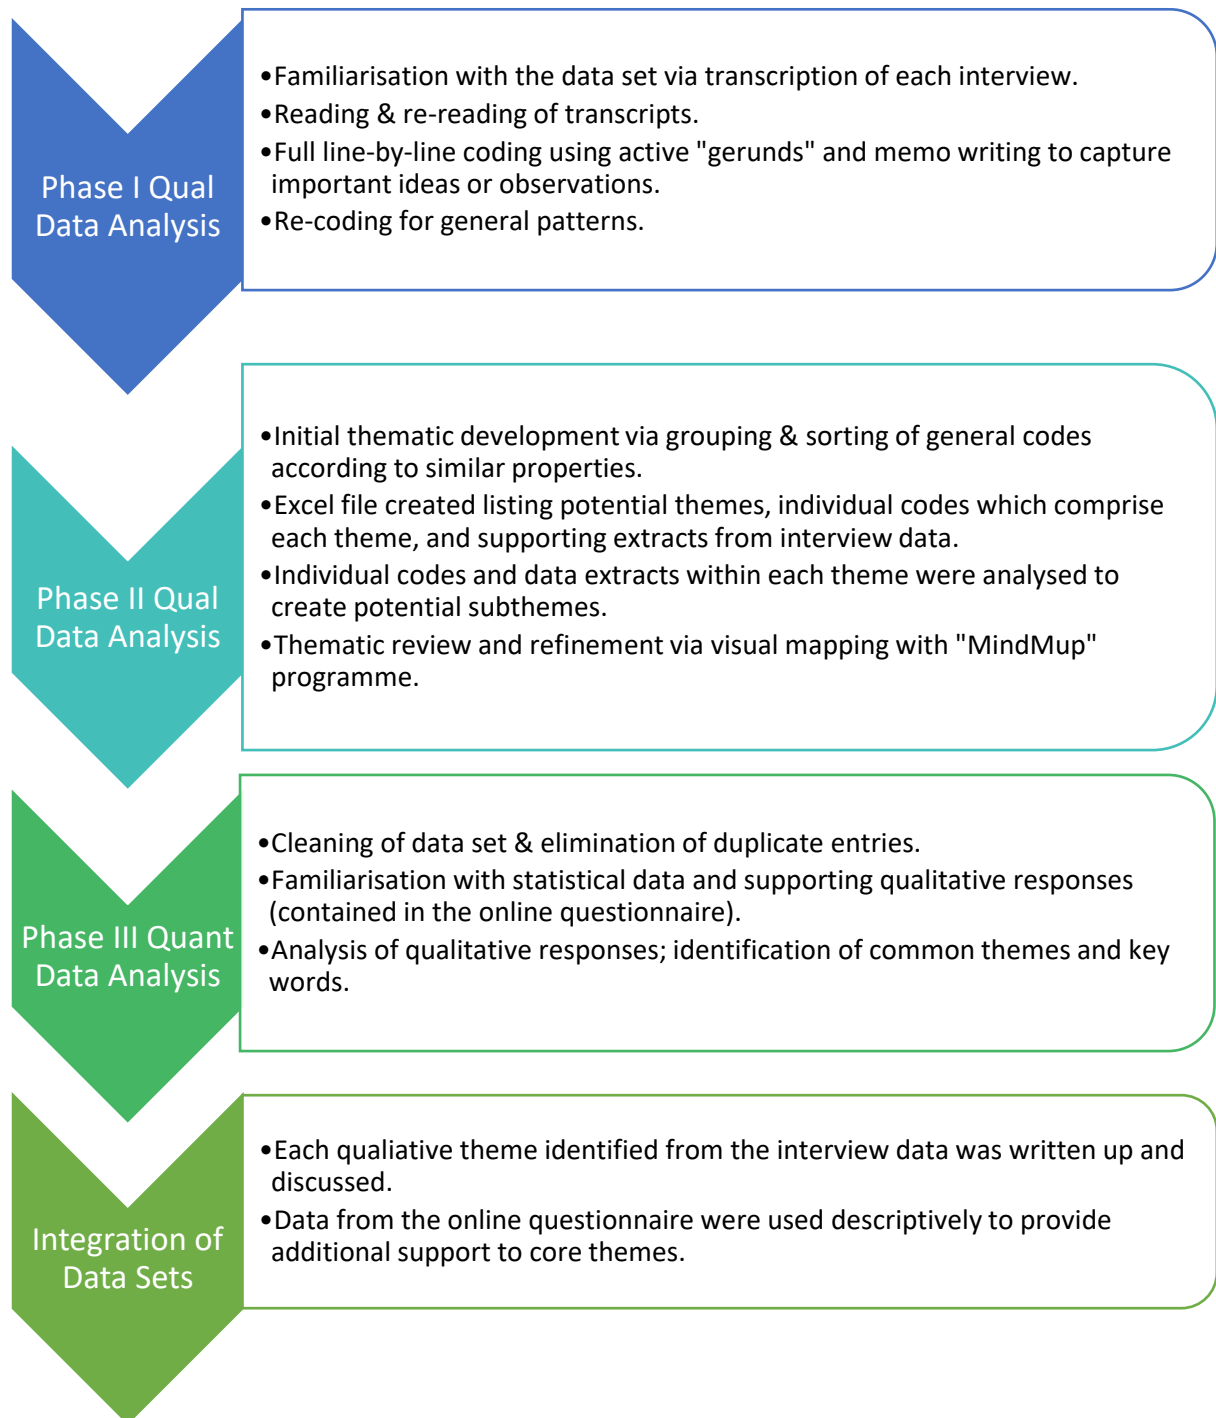 Phase I Qual
Data Analysis
•Familiarisation with the data set via transcription of each interview.
•Reading & re-reading of transcripts.
•Full line-by-line coding using active "gerunds" and memo writing to capture
important ideas or observations.
•Re-coding for general patterns.
Phase II Qual
Data Analysis
•Initial thematic development via grouping & sorting of general codes
according to similar properties.
•Excel file created listing potential themes, individual codes which comprise
each theme, and supporting extracts from interview data.
•Individual codes and data extracts within each theme were analysed to
create potential subthemes.
•Thematic review and refinement via visual mapping with "MindMup"
programme.
Phase III Quant
Data Analysis
•Cleaning of data set & elimination of duplicate entries.
•Familiarisation with statistical data and supporting qualitative responses
(contained in the online questionnaire).
•Analysis of qualitative responses; identification of common themes and key
words.
Integration of
Data Sets
•Each qualiative theme identified from the interview data was written up and
discussed.
•Data from the online questionnaire were used descriptively to provide
additional support to core themes.